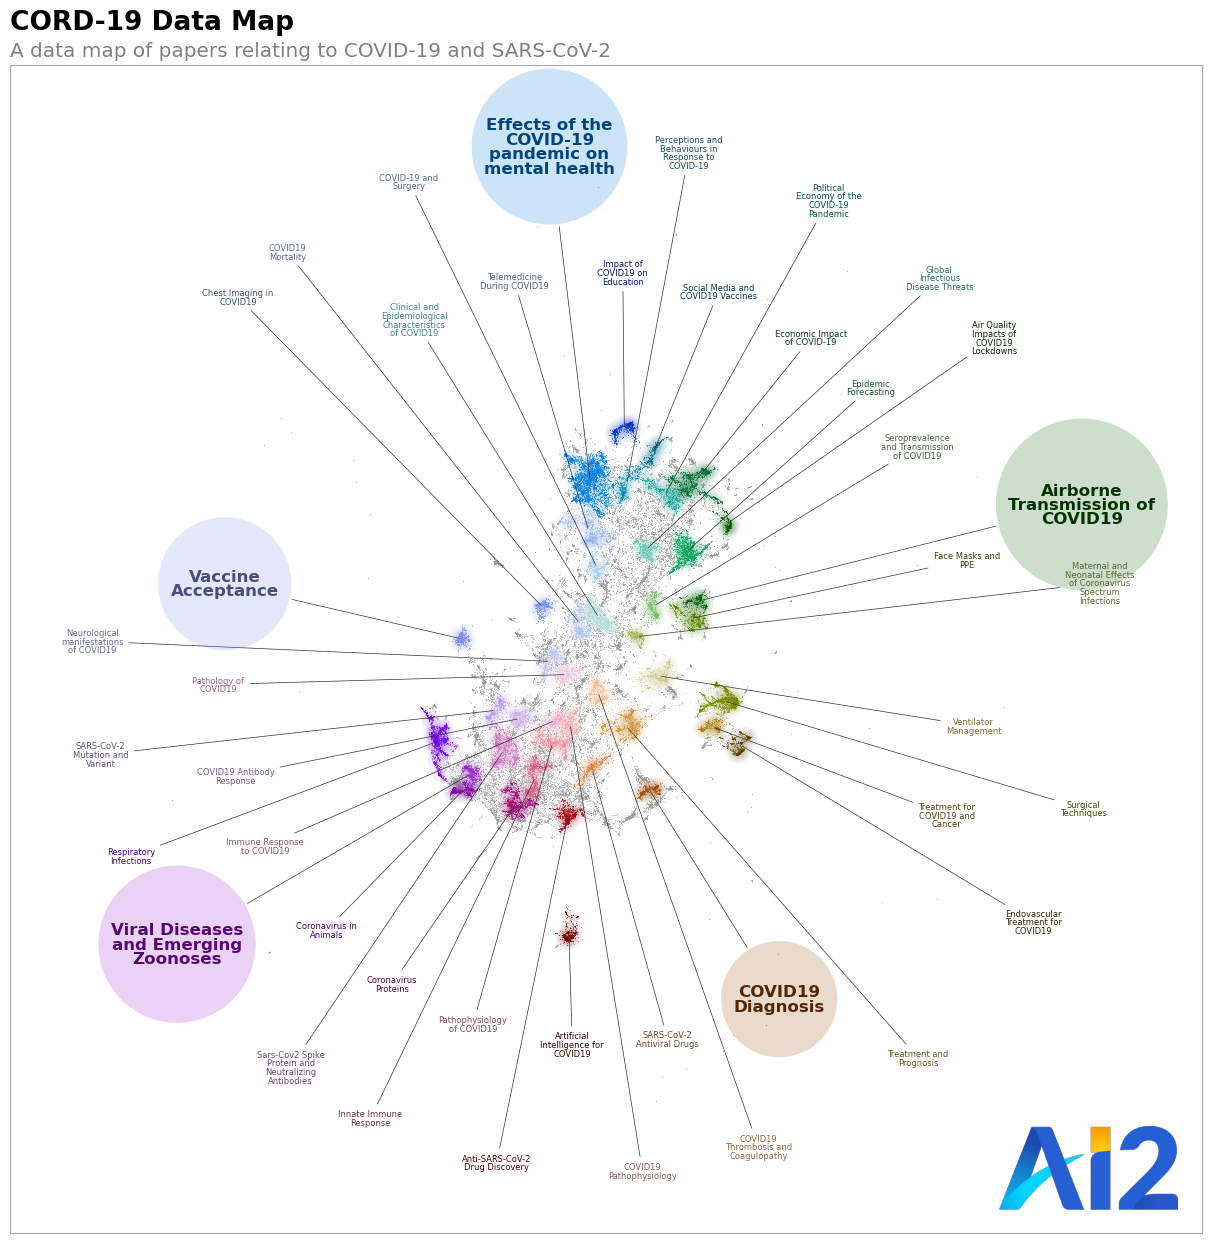 CORD-19 Data Map
A data map of papers relating to COVID-19 and SARS-CoV-2
Effects of the
COVID-19
pandemic on
mental health
Perceptions and
Behaviours in
Response to
COVID-19
COVID-19 and
Surgery
Political
Economy of the
COVID-19
Pandemic
COVID19
Mortality
Telemedicine
During COVID19
Impact of
COVID19 on
Education
Social Media and
COVID19 Vaccines
Global
Infectious
Disease Threats
Chest Imaging in
COVID19
Clinical and
Epidemiological
Characteristics
of COVID19
Economic Impact
of COVID-19
Air Quality
Impacts of
COVID19
Lockdowns
Epidemic
Forecasting
Seroprevalence
and Transmission
of COVID19
Airborne
Transmission of
COVID19
Face Masks and
PPE
Maternal and
Neonatal Effects
of Coronavirus
Spectrum
Infections
Vaccine
Acceptance
Neurological
manifestations
of COVID19
Pathology of
COVID19
Ventilator
Management
SARS-CoV-2
Mutation and
Variant
COVID19 Antibody
Response
Surgical
Techniques
Treatment for
COVID19 and
Cancer
Immune Response
to COVID19
Respiratory
Infections
Endovascular
Treatment for
COVID19
Viral Diseases
and Emerging
Zoonoses
Coronavirus in
Animals
Coronavirus
Proteins
COVID19
Diagnosis
Pathophysiology
of COVID19
Artificial
Intelligence for
COVID19
SARS-CoV-2
Antiviral Drugs
Treatment and
Prognosis
Sars-Cov2 Spike
Protein and
Neutralizing
Antibodies
Innate Immune
Response
COVID19
Thrombosis and
Coagulopathy
Anti-SARS-CoV-2
Drug Discovery
COVID19
Pathophysiology
Ai2